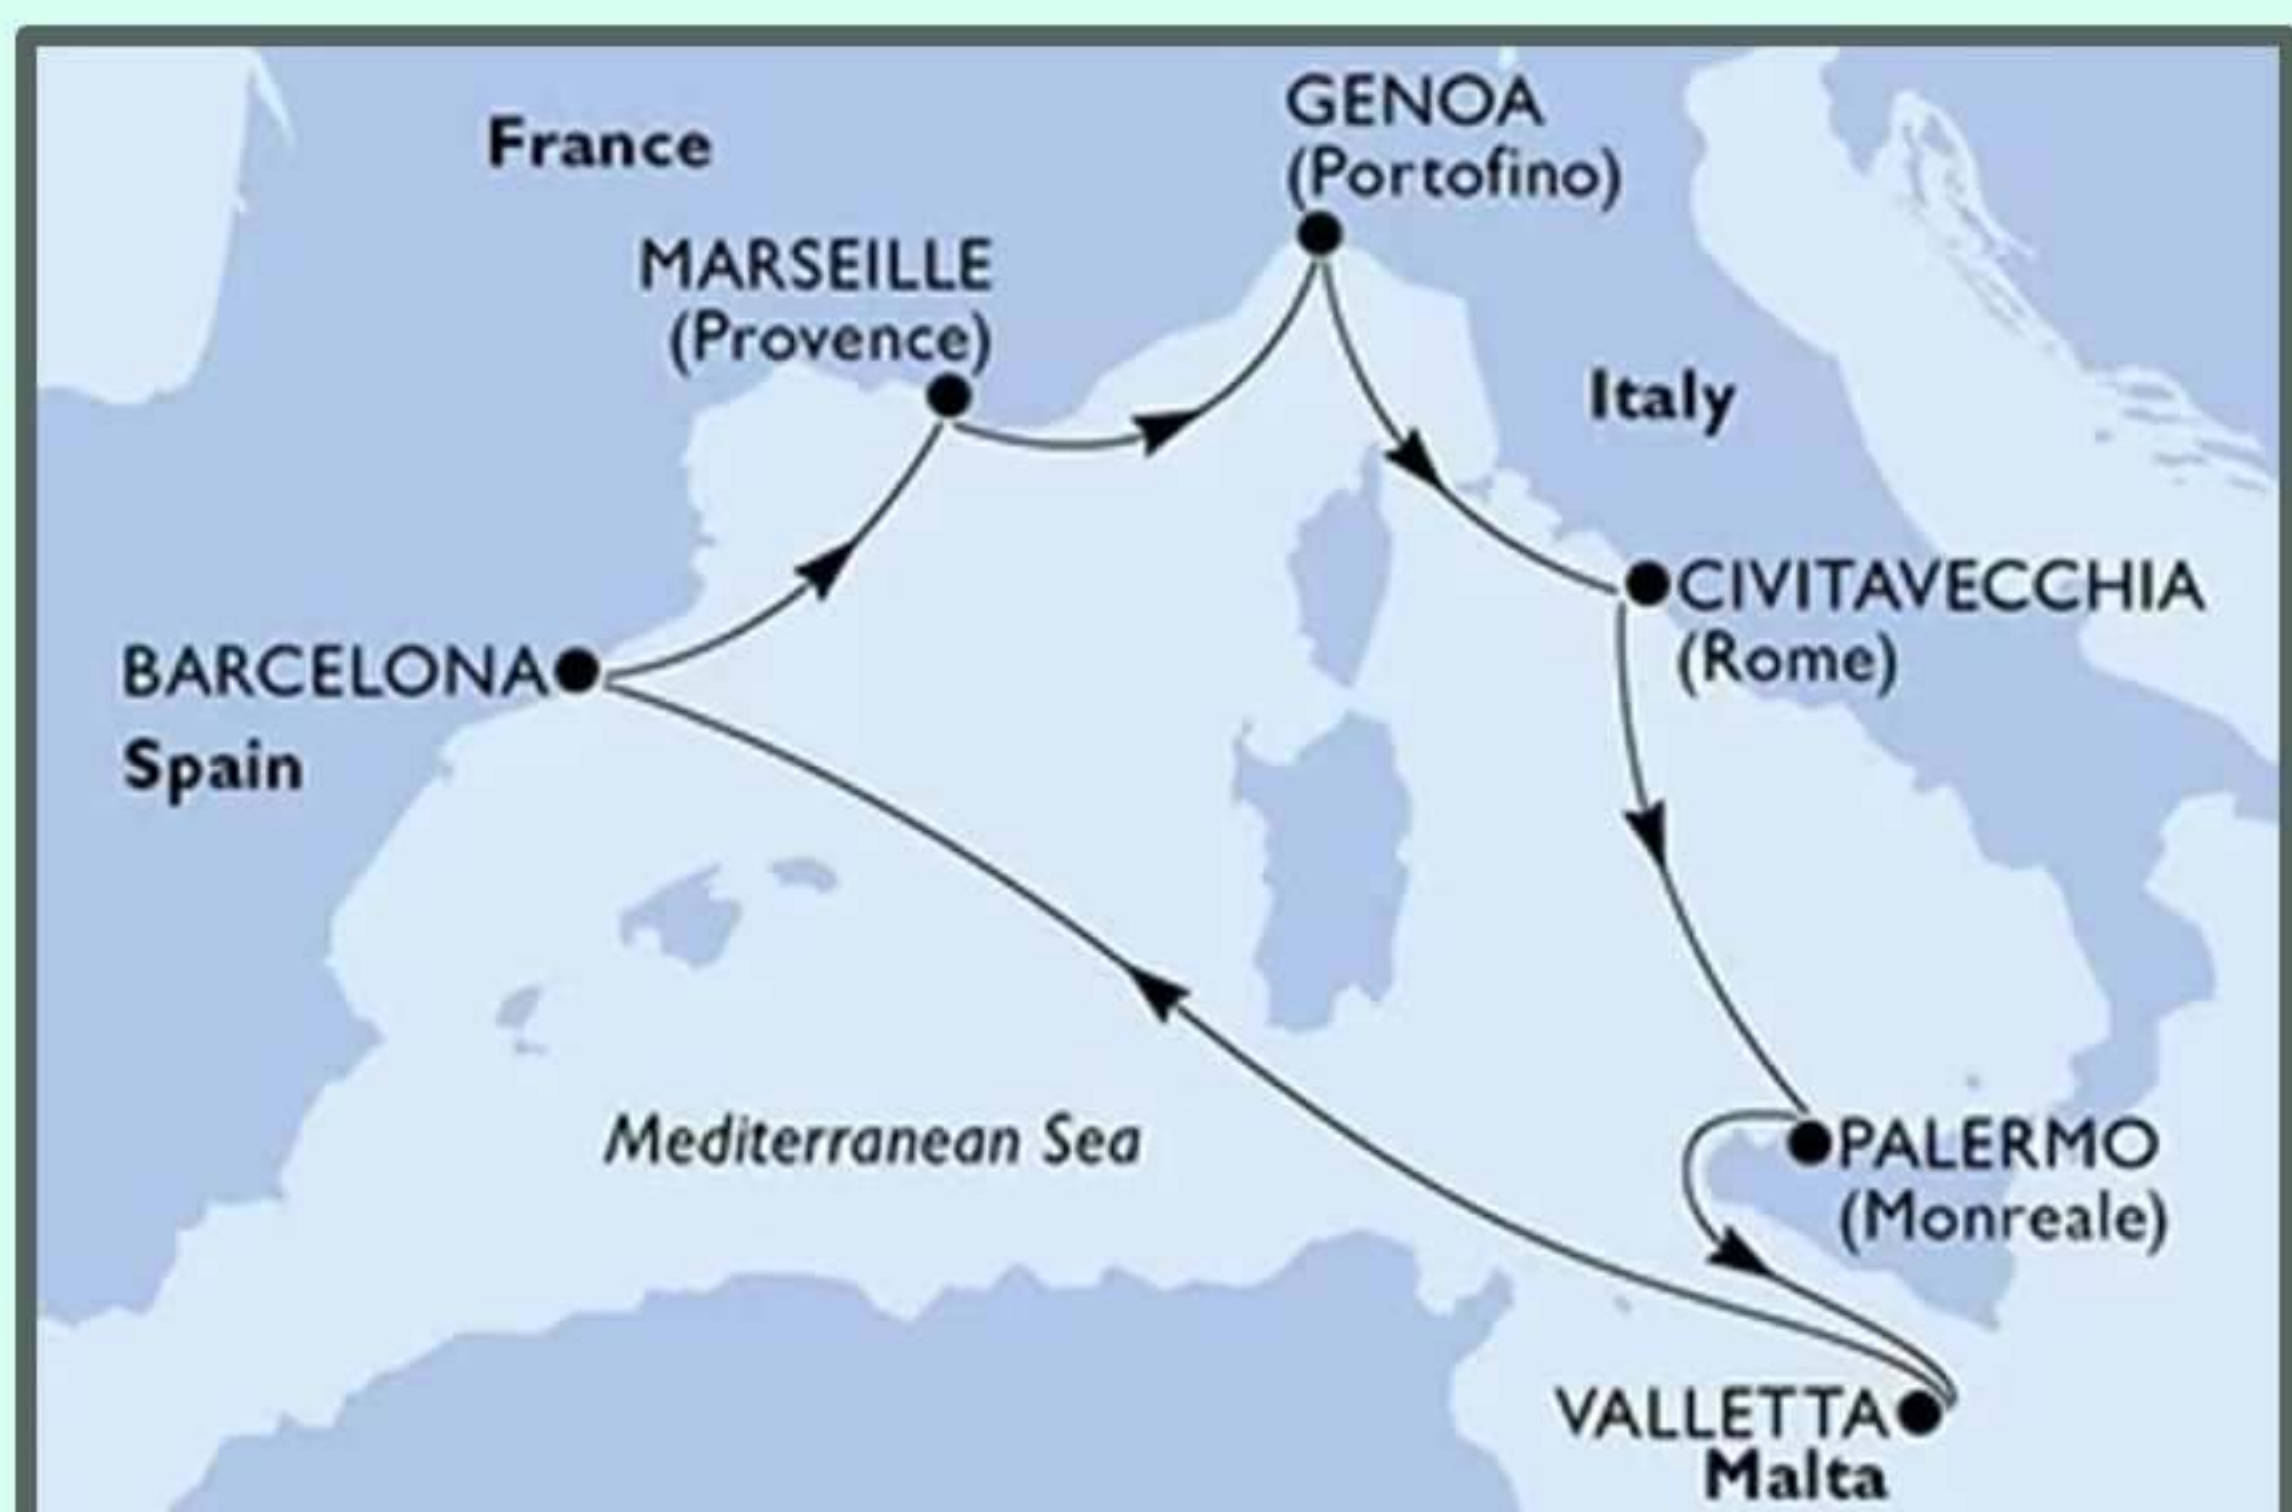 France
GENOA
(Portofino)
MARSEILLE
(Provence)
Italy
CIVITAVECCHIA
(Rome)
BARCELONA
Spain
Mediterranean Sea
PALERMO
(Monreale)
VALLETTA
Malta